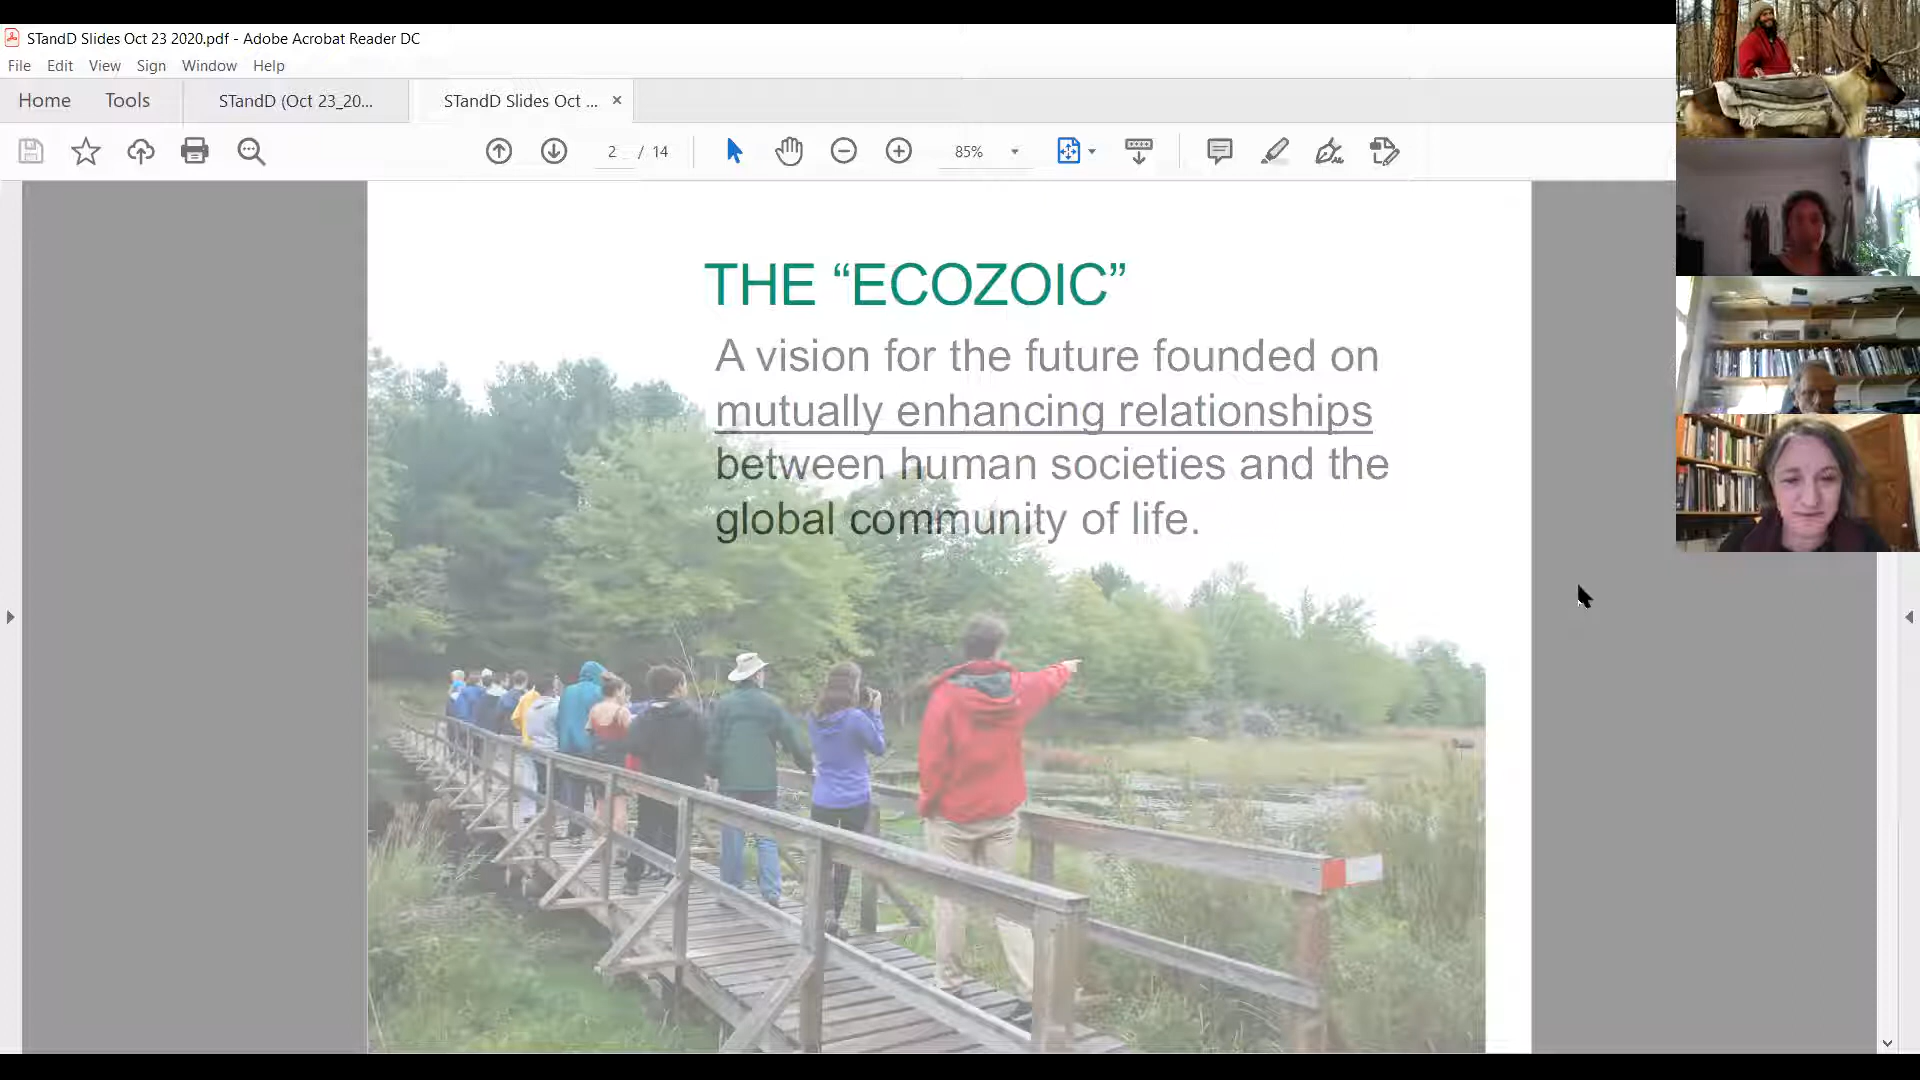 STandD Slides Oct 23 2020.pdf - Adobe Acrobat Reader DC
File Edit View Sign Window Help
Home Tools STandD (Oct 23_20... STandD Slides Oct ... ×
2 / 14 85%
THE “ECOZOIC”
A vision for the future founded on
mutually enhancing relationships
between human societies and the
global community of life.